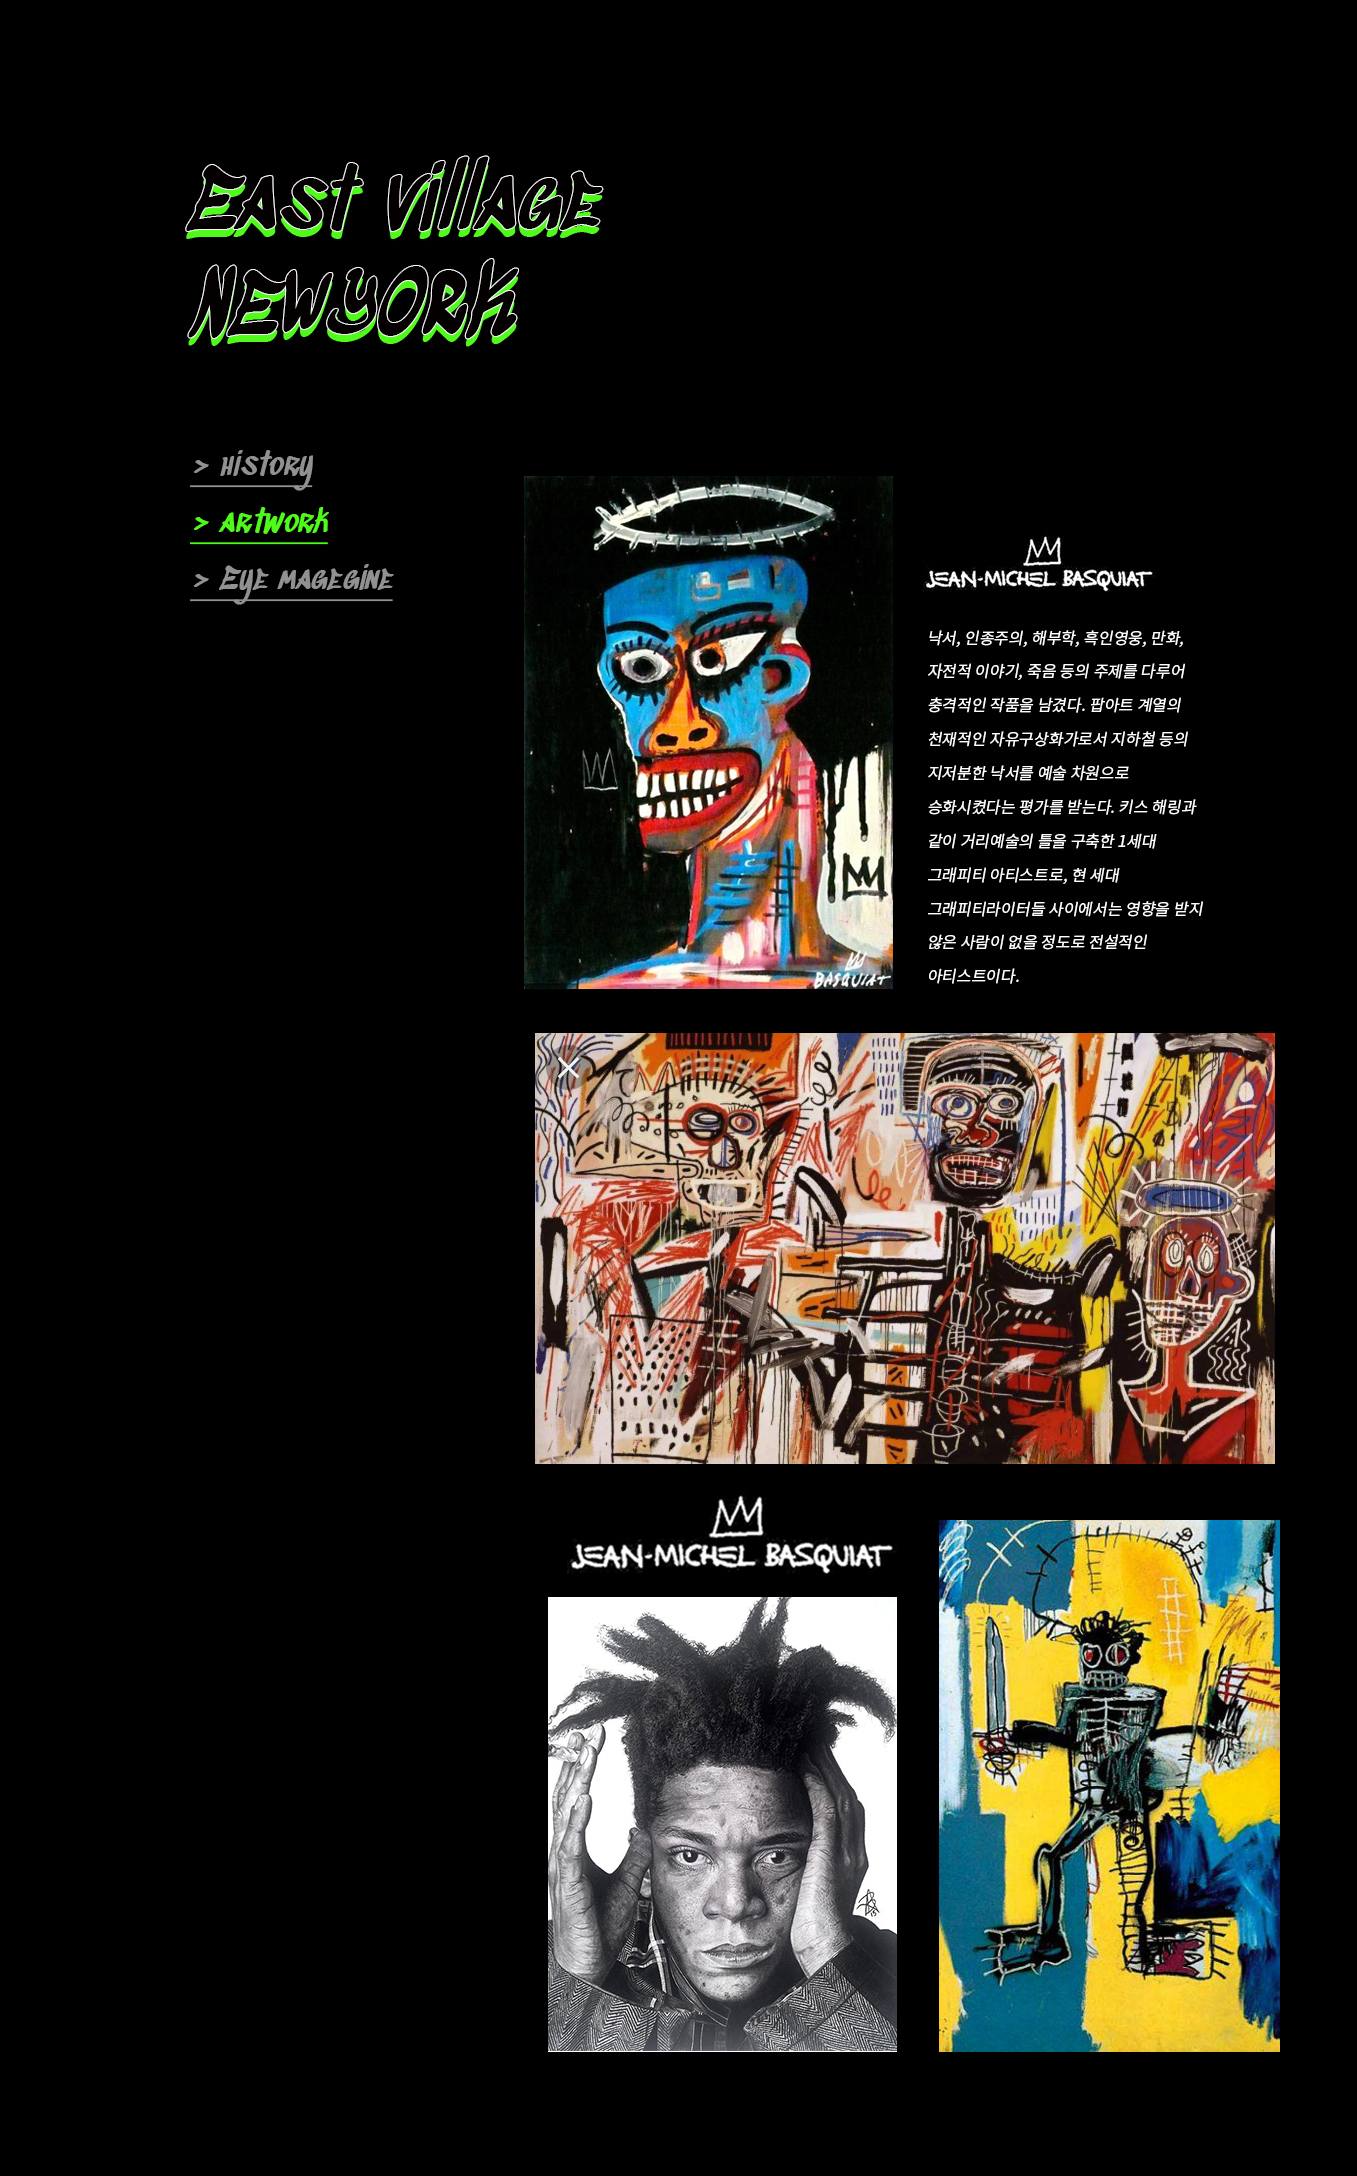 EAST VillAGE
NEWYORK
> HiSTORY
> ARTWORK
> EYE MAGEGiNE
JEAN-MICHEL BASQUIAT
낙서, 인종주의, 해부학, 흑인영웅, 만화,
자전적 이야기, 죽음 등의 주제를 다루어
충격적인 작품을 남겼다. 팝아트 계열의
천재적인 자유구상화가로서 지하철 등의
지저분한 낙서를 예술 차원으로
승화시켰다는 평가를 받는다. 키스 해링과
같이 거리예술의 틀을 구축한 1세대
그래피티 아티스트로, 현 세대
그래피티라이터들 사이에서는 영향을 받지
않은 사람이 없을 정도로 전설적인
아티스트이다.
BASQUIAT
JEAN-MICHEL BASQUIAT